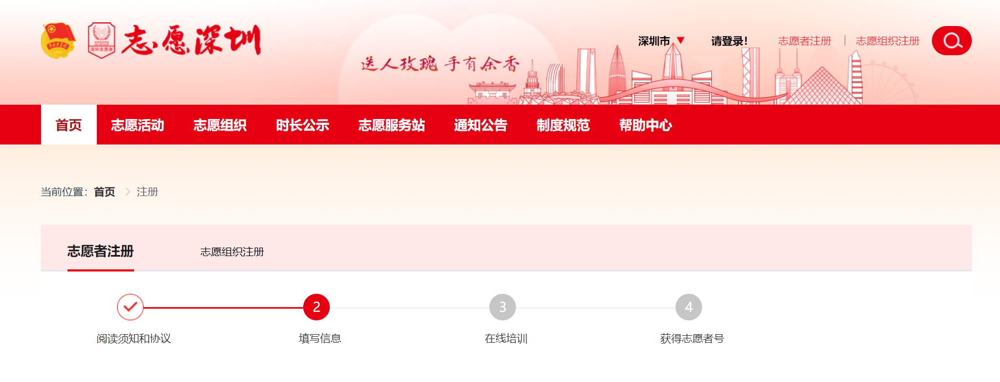 志愿深圳
深圳志愿者
送人玫瑰 手有余香
深圳市 ▼ 请登录! 志愿者注册 | 志愿组织注册
首页 志愿活动 志愿组织 时长公示 志愿服务站 通知公告 制度规范 帮助中心
当前位置：首页 > 注册
志愿者注册 志愿组织注册
2 3 4
阅读须知和协议 填写信息 在线培训 获得志愿者号